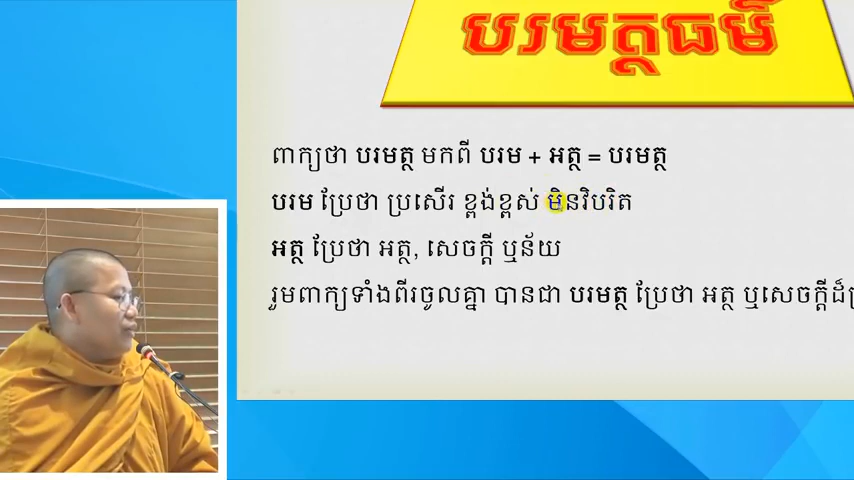 បរមត្ថធម៌
ពាក្យថា បរមត្ថ មកពី បរម + អត្ថ = បរមត្ថ
បរម ប្រែថា ប្រសើរ ខ្ពង់ខ្ពស់ មិនវិបរិត
អត្ថ ប្រែថា អត្ថ, សេចក្ដី ឬន័យ
រួមពាក្យទាំងពីរចូលគ្នា បានជា បរមត្ថ ប្រែថា អត្ថ ឬសេចក្ដីដ៏